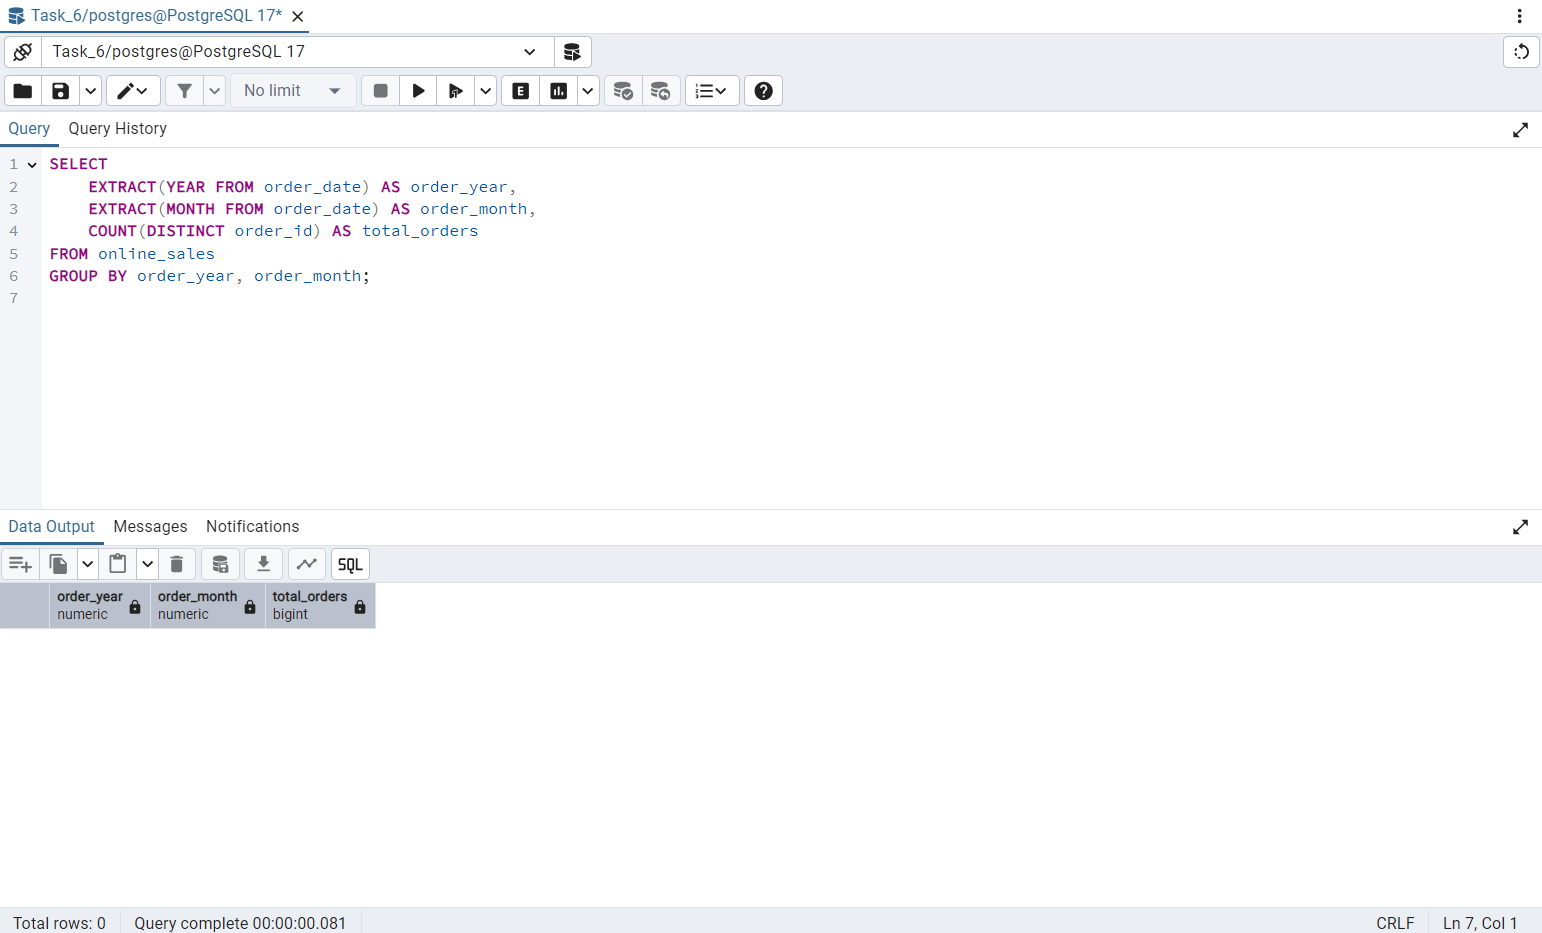 Task_6/postgres@PostgreSQL 17*
Task_6/postgres@PostgreSQL 17
No limit
E
Query Query History
1 SELECT
2 EXTRACT(YEAR FROM order_date) AS order_year,
3 EXTRACT(MONTH FROM order_date) AS order_month,
4 COUNT(DISTINCT order_id) AS total_orders
5 FROM online_sales
6 GROUP BY order_year, order_month;
7
Data Output Messages Notifications
SQL
order_year order_month total_orders
numeric numeric bigint
Total rows: 0 Query complete 00:00:00.081 CRLF Ln 7, Col 1